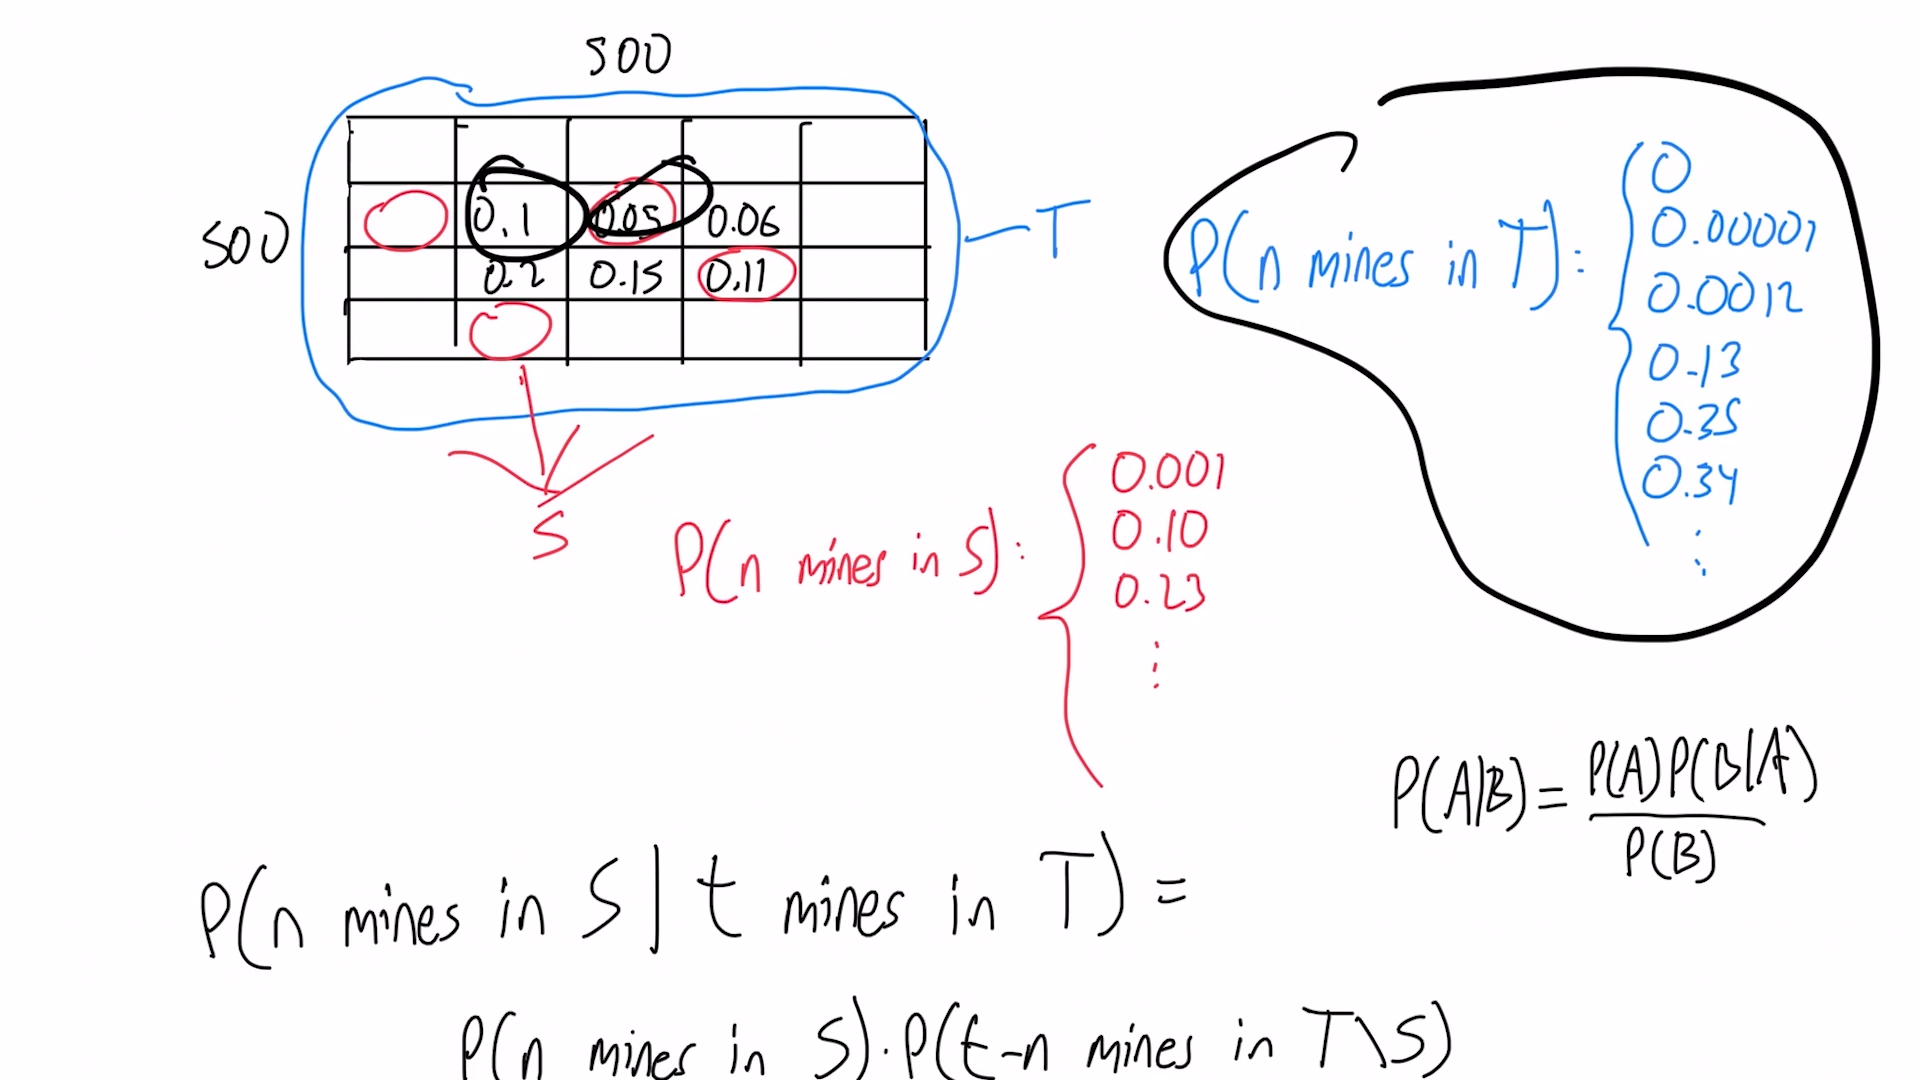 500
500
0.1 0.05 0.06
0.2 0.15 0.11
T
S
P(n mines in T):
0
0.00001
0.0012
0.13
0.35
0.34
⋮
P(n mines in S):
0.001
0.10
0.23
⋮
P(A|B) = P(A)P(B|A)
P(B)
P(n mines in S | t mines in T) =
P(n mines in S)·P(t-n mines in T\S)